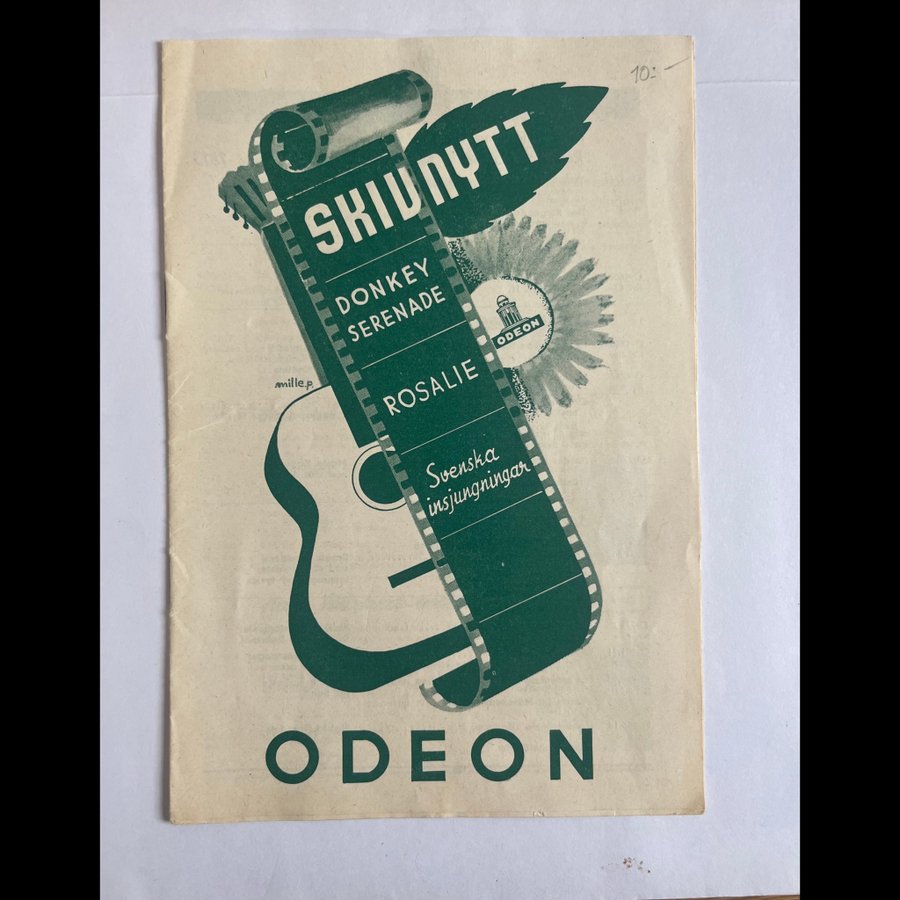 10:-
SKIVNYTT
DONKEY
SERENADE
ODEON
ROSALIE
mille.p.
Svenska
insjungningar
ODEON